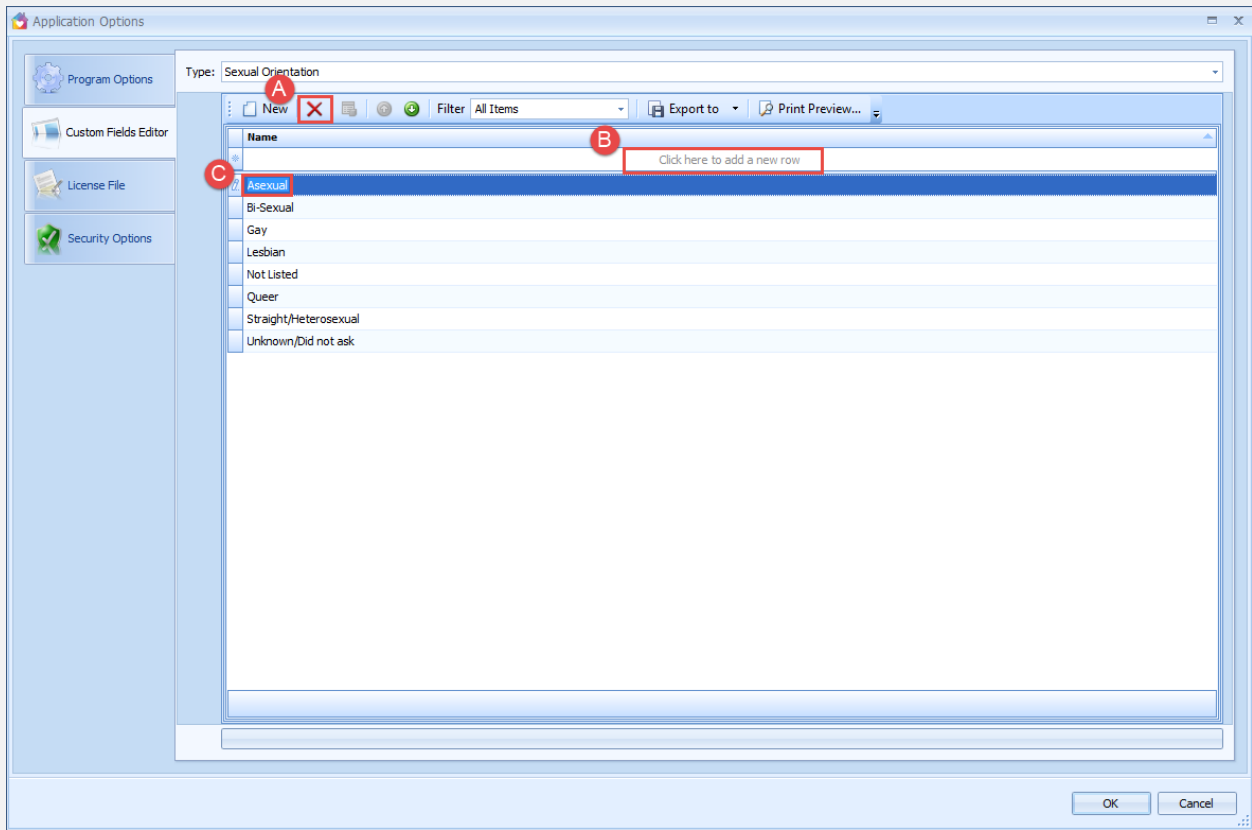 Application Options
Program Options
Custom Fields Editor
License File
Security Options
Type: Sexual Orientation
A
New Filter All Items Export to Print Preview...
Name
B
Click here to add a new row
C
Asexual
Bi-Sexual
Gay
Lesbian
Not Listed
Queer
Straight/Heterosexual
Unknown/Did not ask
OK Cancel